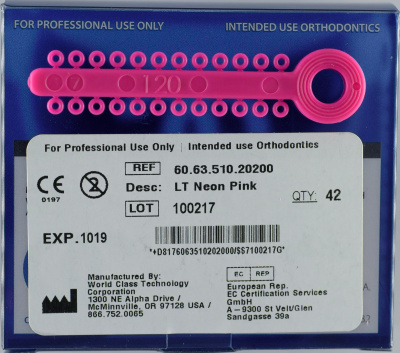 FOR PROFESSIONAL USE ONLY INTENDED USE ORTHODONTICS
120
For Professional Use Only | Intended use Orthodontics
REF 60.63.510.20200
Desc: LT Neon Pink
QTY: 42
LOT 100217
CE 0197
1019
EXP. 1019
*+D8176063510202000/$$7100217G*
Manufactured By:
World Class Technology
Corporation
1300 NE Alpha Drive /
McMinnville, OR 97128 USA /
866.752.0065
EC REP
European Rep.
EC Certification Services
GmbH
A – 9300 St Velt/Glen
Sandgasse 39a